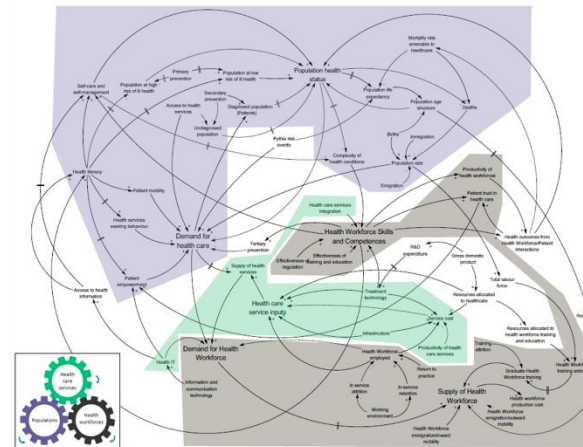 Mortality rate
amenable to
healthcare
Population health
status
Primary
prevention
Population at low
risk of ill health
Population at high
risk of ill health
Self-care and
self-management
Population life
expectancy
Population age
structure
Deaths
Secondary
prevention
Diagnosed population
(Patients)
Access to health
services
Undiagnosed
population
Births
Immigration
Complexity of
health conditions
Population size
Emigration
Health literacy
Patient mobility
Health services
seeking behaviour
Demand for
health care
Tertiary
prevention
Health care services
integration
Productivity of
health workforces
Patient trust in
health care
Health Workforce Skills
and Competences
Health outcomes from
Health Workforce/Patient
interactions
Effectiveness of
regulation
Effectiveness of
training and education
R&D
expenditure
Gross domestic
product
Total labour
force
Patient
empowerment
Access to health
information
Supply of health
services
Health care
service inputs
Treatment
technology
Resources allocated
to healthcare
Service cost
Infrastructure
Resources allocated to health
workforce training and
education
Productivity of
health care services
Demand for Health
Workforce
Health IT
Information and communication
technology
Health Workforce
employed
Return to
practice
Training
attrition
Graduate Health
Workforce training
Health Workforce
In-service
attrition
In-service
retention
Working
environment
Supply of Health
Workforce
Health workforce
production cost
Health Workforce
emigration/outward
mobility
Health Workforce
immigration/inward
mobility
Health
care
services
Populations
Health
workforces